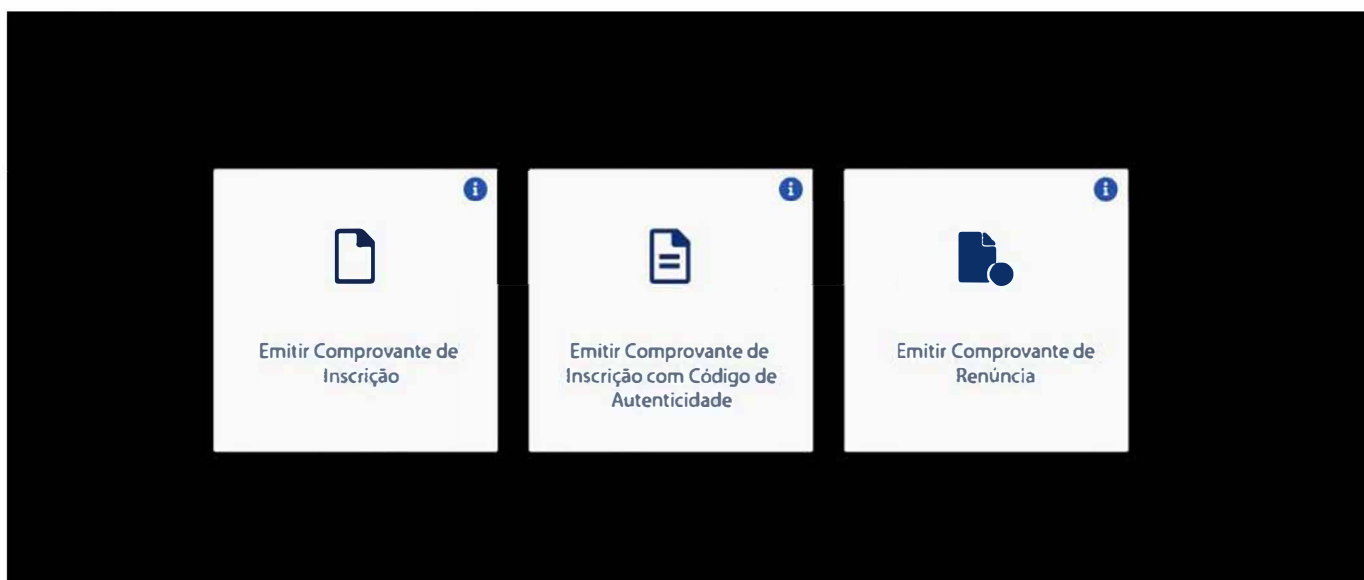 i
Emitir Comprovante de
Inscrição
i
Emitir Comprovante de
Inscrição com Código de
Autenticidade
i
Emitir Comprovante de
Renúncia